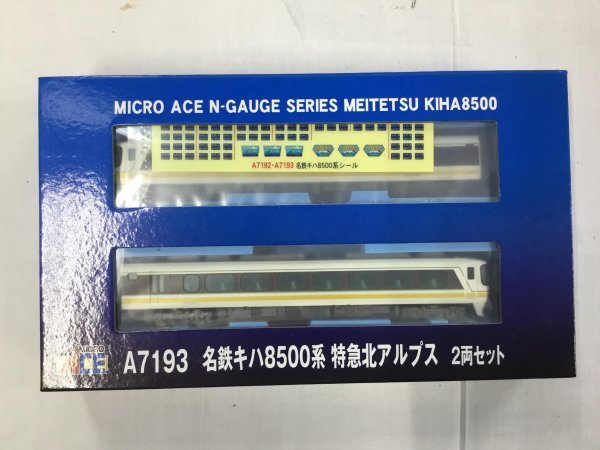 MICRO ACE N-GAUGE SERIES MEITETSU KIHA8500
A7192・A7193 名鉄キハ8500系シール
MICRO
ACE
A7193 名鉄キハ8500系 特急北アルプス 2両セット